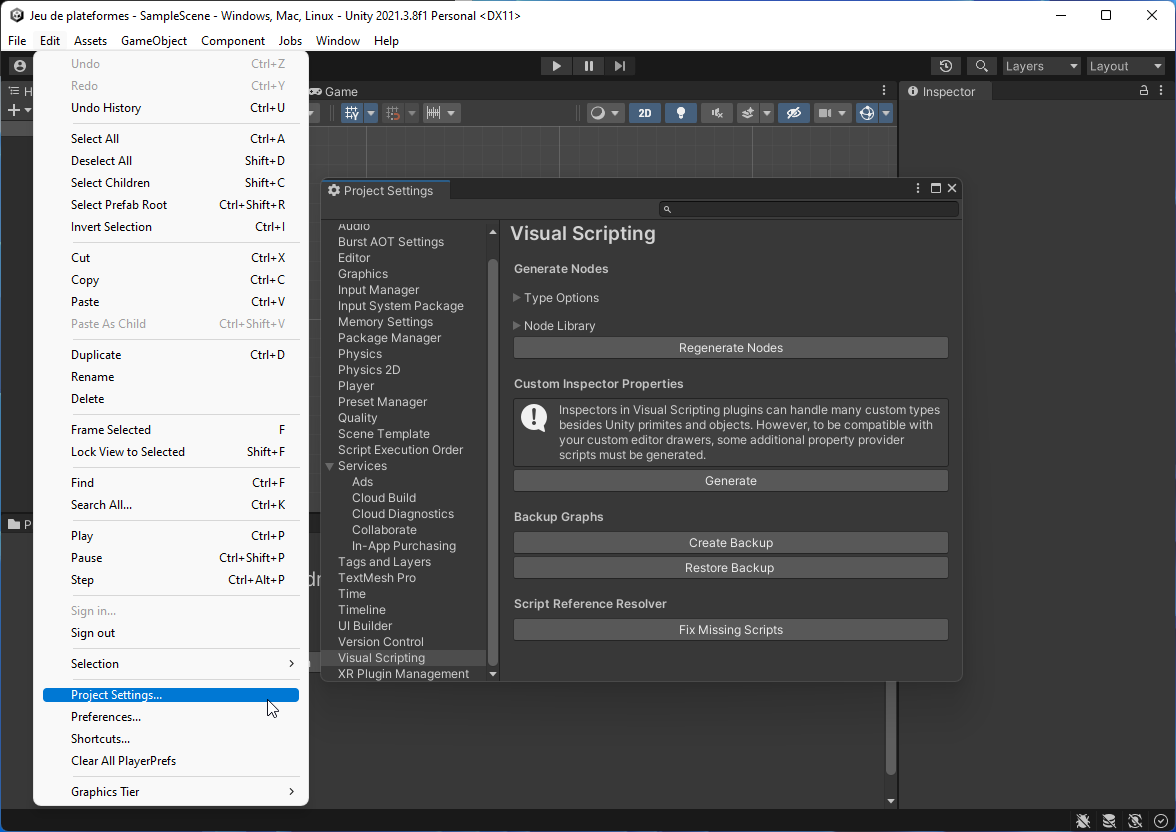 Jeu de plateformes - SampleScene - Windows, Mac, Linux - Unity 2021.3.8f1 Personal <DX11>
File Edit Assets GameObject Component Jobs Window Help
Layers Layout
Undo Ctrl+Z
Redo Ctrl+Y
Undo History Ctrl+U
Select All Ctrl+A
Deselect All Shift+D
Select Children Shift+C
Select Prefab Root Ctrl+Shift+R
Invert Selection Ctrl+I
Cut Ctrl+X
Copy Ctrl+C
Paste Ctrl+V
Paste As Child Ctrl+Shift+V
Duplicate Ctrl+D
Rename
Delete
Frame Selected F
Lock View to Selected Shift+F
Find Ctrl+F
Search All... Ctrl+K
Play Ctrl+P
Pause Ctrl+Shift+P
Step Ctrl+Alt+P
Sign in...
Sign out
Selection
Project Settings...
Preferences...
Shortcuts...
Clear All PlayerPrefs
Graphics Tier
H
P
Game
2D
Inspector
Project Settings
Audio
Burst AOT Settings
Editor
Graphics
Input Manager
Input System Package
Memory Settings
Package Manager
Physics
Physics 2D
Player
Preset Manager
Quality
Scene Template
Script Execution Order
Services
Ads
Cloud Build
Cloud Diagnostics
Collaborate
In-App Purchasing
Tags and Layers
TextMesh Pro
Time
Timeline
UI Builder
Version Control
Visual Scripting
XR Plugin Management
Visual Scripting
Generate Nodes
Type Options
Node Library
Regenerate Nodes
Custom Inspector Properties
Inspectors in Visual Scripting plugins can handle many custom types
besides Unity primites and objects. However, to be compatible with
your custom editor drawers, some additional property provider
scripts must be generated.
Generate
Backup Graphs
Create Backup
Restore Backup
Script Reference Resolver
Fix Missing Scripts